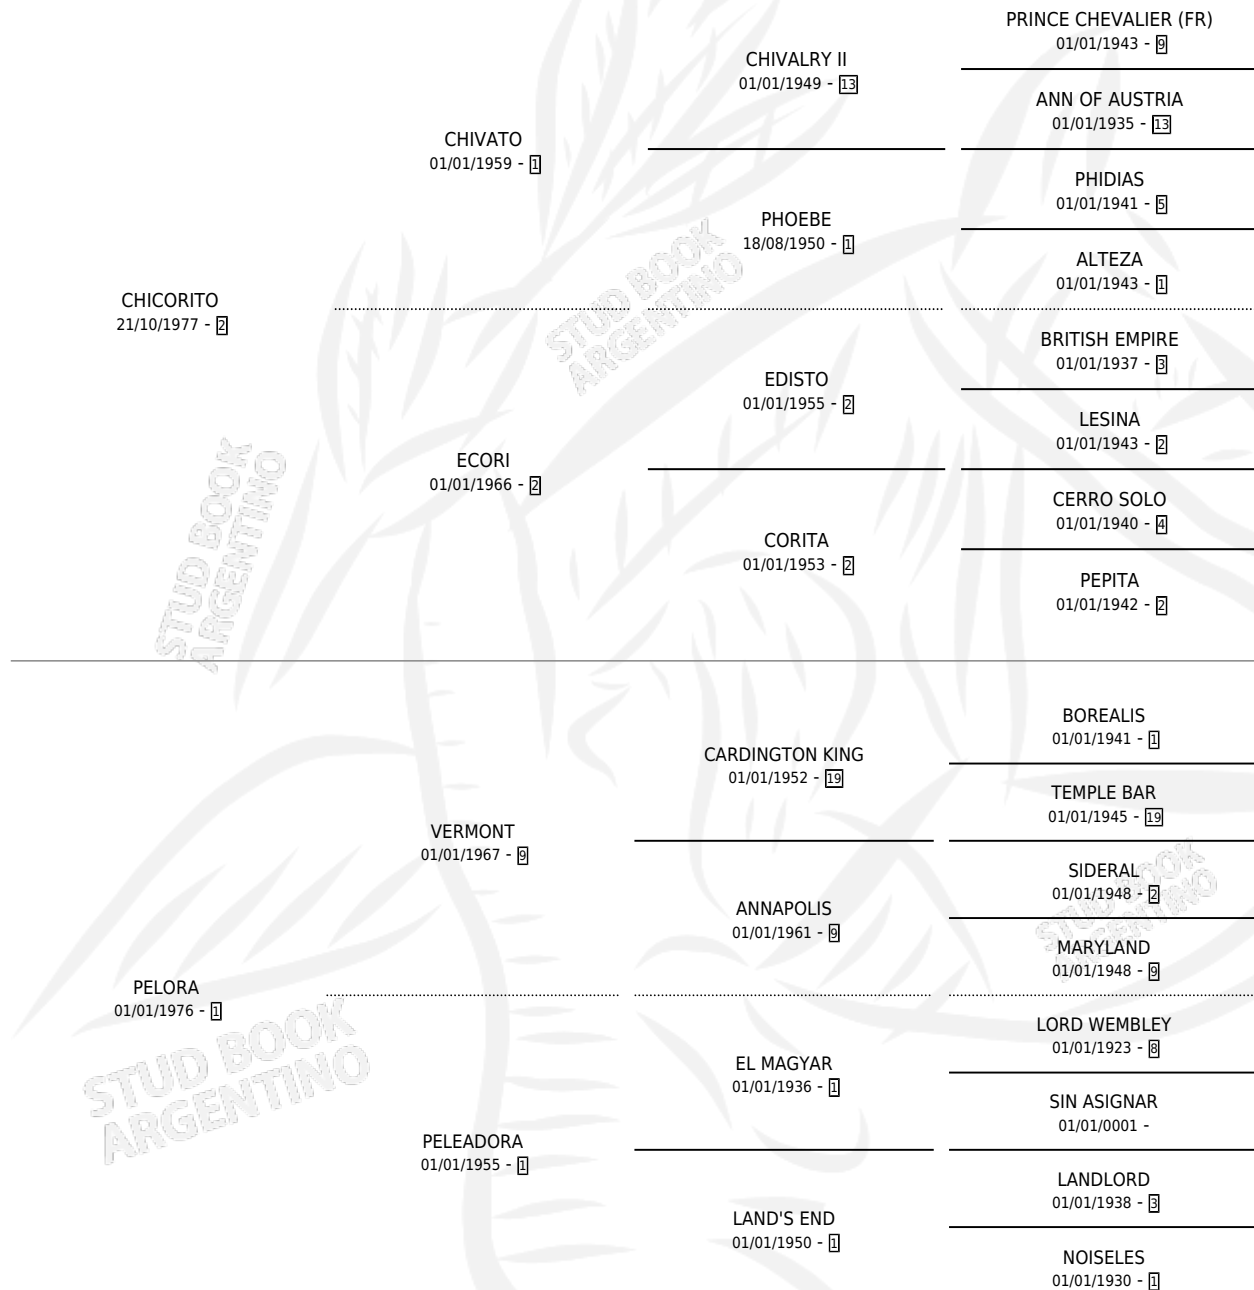 PRINCE CHEVALIER (FR)
01/01/1943 - 9
CHIVALRY II
01/01/1949 - 13
ANN OF AUSTRIA
01/01/1935 - 13
CHIVATO
01/01/1959 - 1
PHIDIAS
01/01/1941 - 5
PHOEBE
18/08/1950 - 1
ALTEZA
01/01/1943 - 1
CHICORITO
21/10/1977 - 2
STUD BOOK
ARGENTINO
BRITISH EMPIRE
01/01/1937 - 3
EDISTO
01/01/1955 - 2
LESINA
01/01/1943 - 2
ECORI
01/01/1966 - 2
CERRO SOLO
01/01/1940 - 4
CORITA
01/01/1953 - 2
PEPITA
01/01/1942 - 2
STUD BOOK
ARGENTINO
BOREALIS
01/01/1941 - 1
CARDINGTON KING
01/01/1952 - 19
TEMPLE BAR
01/01/1945 - 19
VERMONT
01/01/1967 - 9
SIDERAL
01/01/1948 - 2
ANNAPOLIS
01/01/1961 - 9
STUD BOOK
ARGENTINO
MARYLAND
01/01/1948 - 9
PELORA
01/01/1976 - 1
STUD BOOK
ARGENTINO
LORD WEMBLEY
01/01/1923 - 8
EL MAGYAR
01/01/1936 - 1
SIN ASIGNAR
01/01/0001 -
PELEADORA
01/01/1955 - 1
LANDLORD
01/01/1938 - 3
LAND'S END
01/01/1950 - 1
NOISELES
01/01/1930 - 1